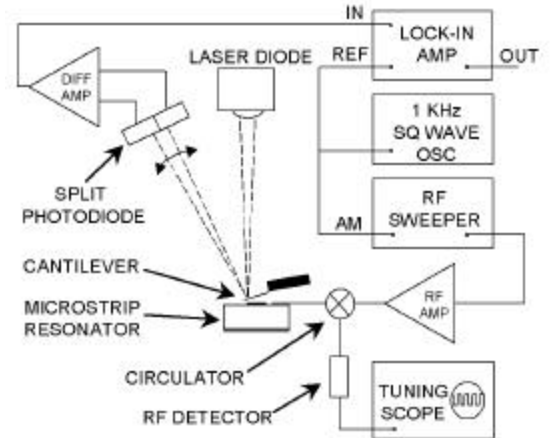 IN
LOCK-IN
AMP
REF
OUT
LASER DIODE
DIFF
AMP
1 KHz
SQ WAVE
OSC
SPLIT
PHOTODIODE
RF
SWEEPER
AM
CANTILEVER
MICROSTRIP
RESONATOR
RF
AMP
CIRCULATOR
RF DETECTOR
TUNING
SCOPE